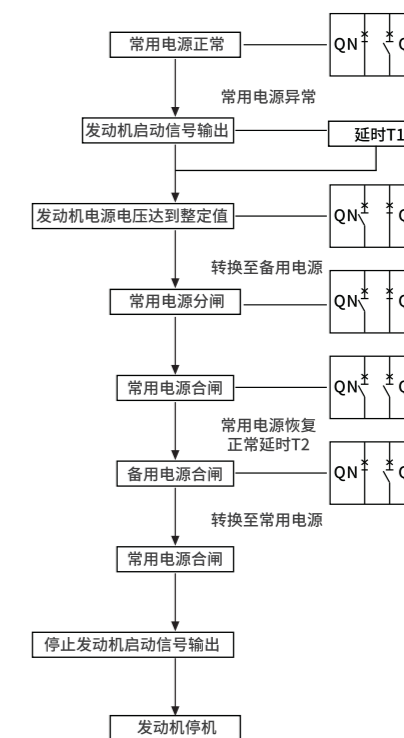 常用电源正常
QN
常用电源异常
发动机启动信号输出
延时T1
发动机电源电压达到整定值
QN
转换至备用电源
常用电源分闸
QN
常用电源合闸
QN
常用电源恢复
正常延时T2
备用电源合闸
QN
转换至常用电源
常用电源合闸
停止发动机启动信号输出
发动机停机